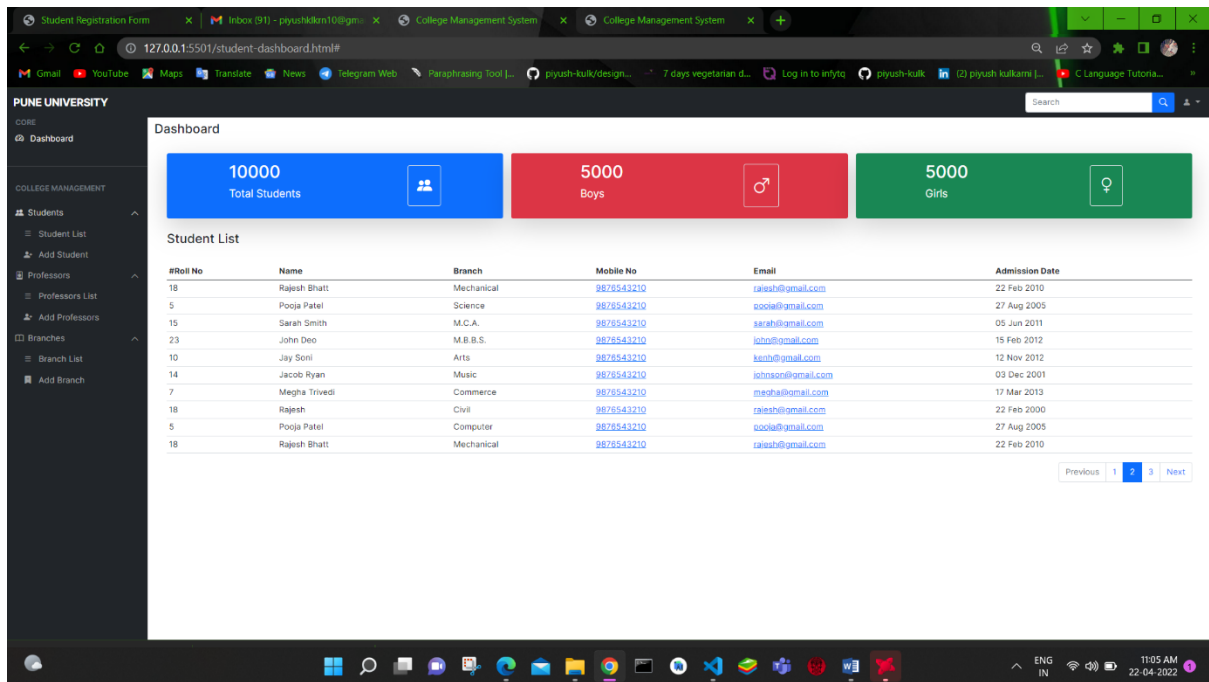 Student Registration Form Inbox (91) - piyushklkrn10@gma College Management System College Management System
127.0.0.1:5501/student-dashboard.html#
Gmail YouTube Maps Translate News Telegram Web Paraphrasing Tool |... piyush-kulk/design... 7 days vegetarian d... Log in to infytq piyush-kulk (2) piyush kulkarni |... C Language Tutoria...
PUNE UNIVERSITY Search
CORE
Dashboard
COLLEGE MANAGEMENT
Students
Student List
Add Student
Professors
Professors List
Add Professors
Branches
Branch List
Add Branch
Dashboard
10000
Total Students
5000
Boys
5000
Girls
Student List
#Roll No Name Branch Mobile No Email Admission Date
18 Rajesh Bhatt Mechanical 9876543210 rajesh@gmail.com 22 Feb 2010
5 Pooja Patel Science 9876543210 pooja@gmail.com 27 Aug 2005
15 Sarah Smith M.C.A. 9876543210 sarah@gmail.com 05 Jun 2011
23 John Deo M.B.B.S. 9876543210 john@gmail.com 15 Feb 2012
10 Jay Soni Arts 9876543210 kenh@gmail.com 12 Nov 2012
14 Jacob Ryan Music 9876543210 johnson@gmail.com 03 Dec 2001
7 Megha Trivedi Commerce 9876543210 megha@gmail.com 17 Mar 2013
18 Rajesh Civil 9876543210 rajesh@gmail.com 22 Feb 2000
5 Pooja Patel Computer 9876543210 pooja@gmail.com 27 Aug 2005
18 Rajesh Bhatt Mechanical 9876543210 rajesh@gmail.com 22 Feb 2010
Previous 1 2 3 Next
ENG
IN
11:05 AM
22-04-2022
1